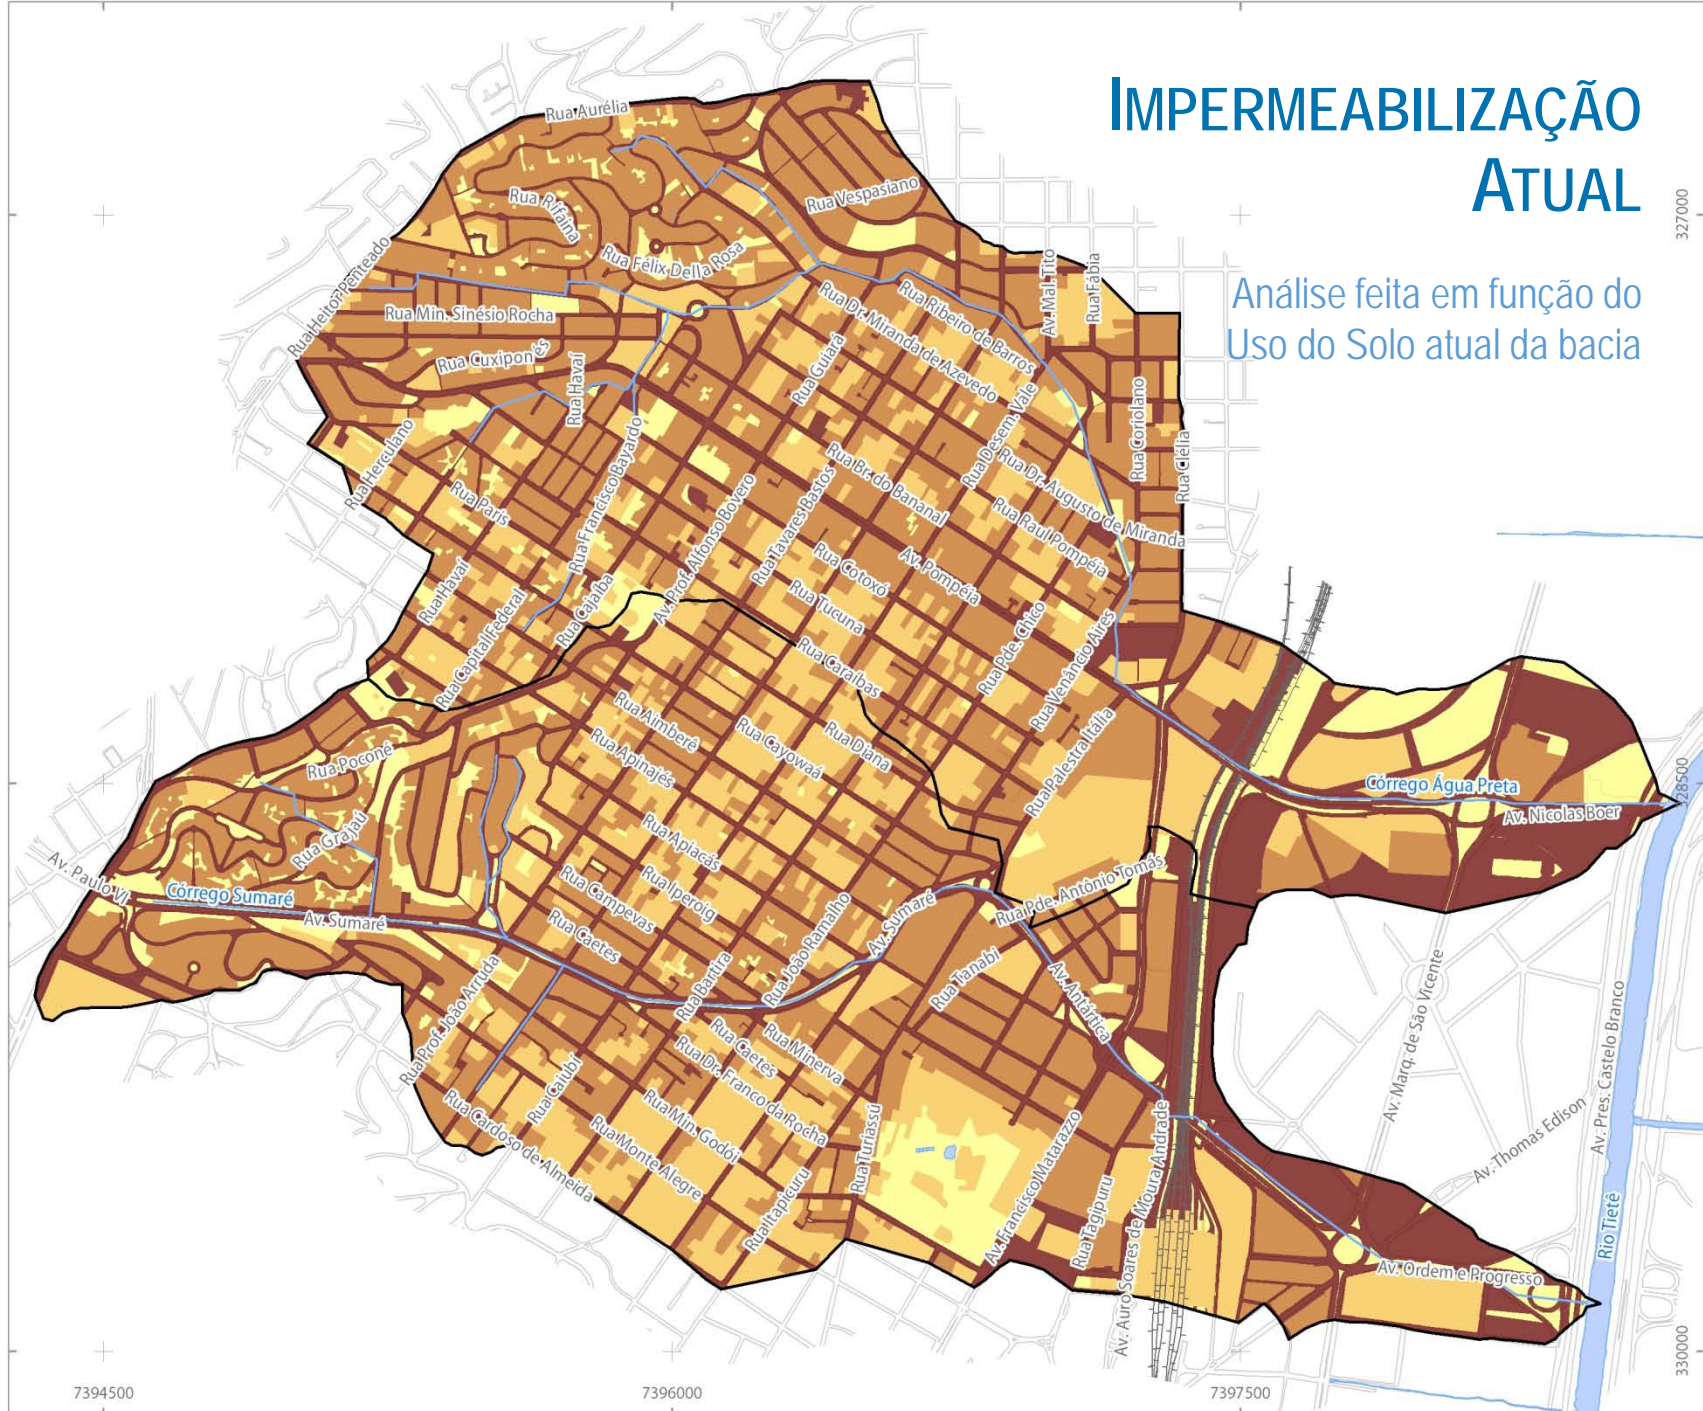 IMPERMEABILIZAÇÃO
ATUAL
Análise feita em função do
Uso do Solo atual da bacia
Rua Aurélia
Rua Vespasiano
Rua Rifaina
Rua Félix Della Rosa
Rua Heitor Penteado
Rua Min. Sinésio Rocha
Rua Cuxiponés
Rua Havaí
Rua Guiará
Rua Dr. Miranda de Azevedo
Rua Ribeiro de Barros
Av. Mal. Tito
Rua Fábia
Rua Coriolano
Rua Clélia
Rua Desem. Vale
Rua Dr. Augusto de Miranda
Rua Raul Pompéia
Rua Br. do Bananal
Rua Herculano
Rua Paris
Rua Francisco Bayardo
Av. Prof. Alfonso Bovero
Rua Tavares Bastos
Rua Cotoxó
Av. Pompéia
Rua Tucuna
Rua Havaí
Rua Capital Federal
Rua Cajaíba
Rua Caraíbas
Rua Pde. Chico
Rua Venâncio Aires
Rua Palestra Itália
Rua Aimberé
Rua Apinajés
Rua Cayowaá
Rua Diana
Rua Poconé
Rua Grajaú
Av. Paulo VI
Córrego Sumaré
Av. Sumaré
Rua Apiacás
Rua Iperoig
Rua Campevas
Rua Caetes
Rua Bartira
Rua João Ramalho
Av. Sumaré
Rua Pde. Antônio Tomás
Rua Tanabi
Av. Antártica
Córrego Água Preta
Av. Nicolas Boer
Rua Prof. João Arruda
Rua Caetes
Rua Minerva
Rua Dr. Franco da Rocha
Rua Caiubí
Rua Cardoso de Almeida
Rua Min. Godói
Rua Monte Alegre
Rua Itapicuru
Rua Turiassú
Av. Francisco Matarazzo
Rua Tagipuru
Av. Auro Soares de Moura Andrade
Av. Marq. de São Vicente
Av. Thomas Edison
Av. Pres. Castelo Branco
Rio Tietê
Av. Ordem e Progresso
327000
328500
330000
7394500
7396000
7397500